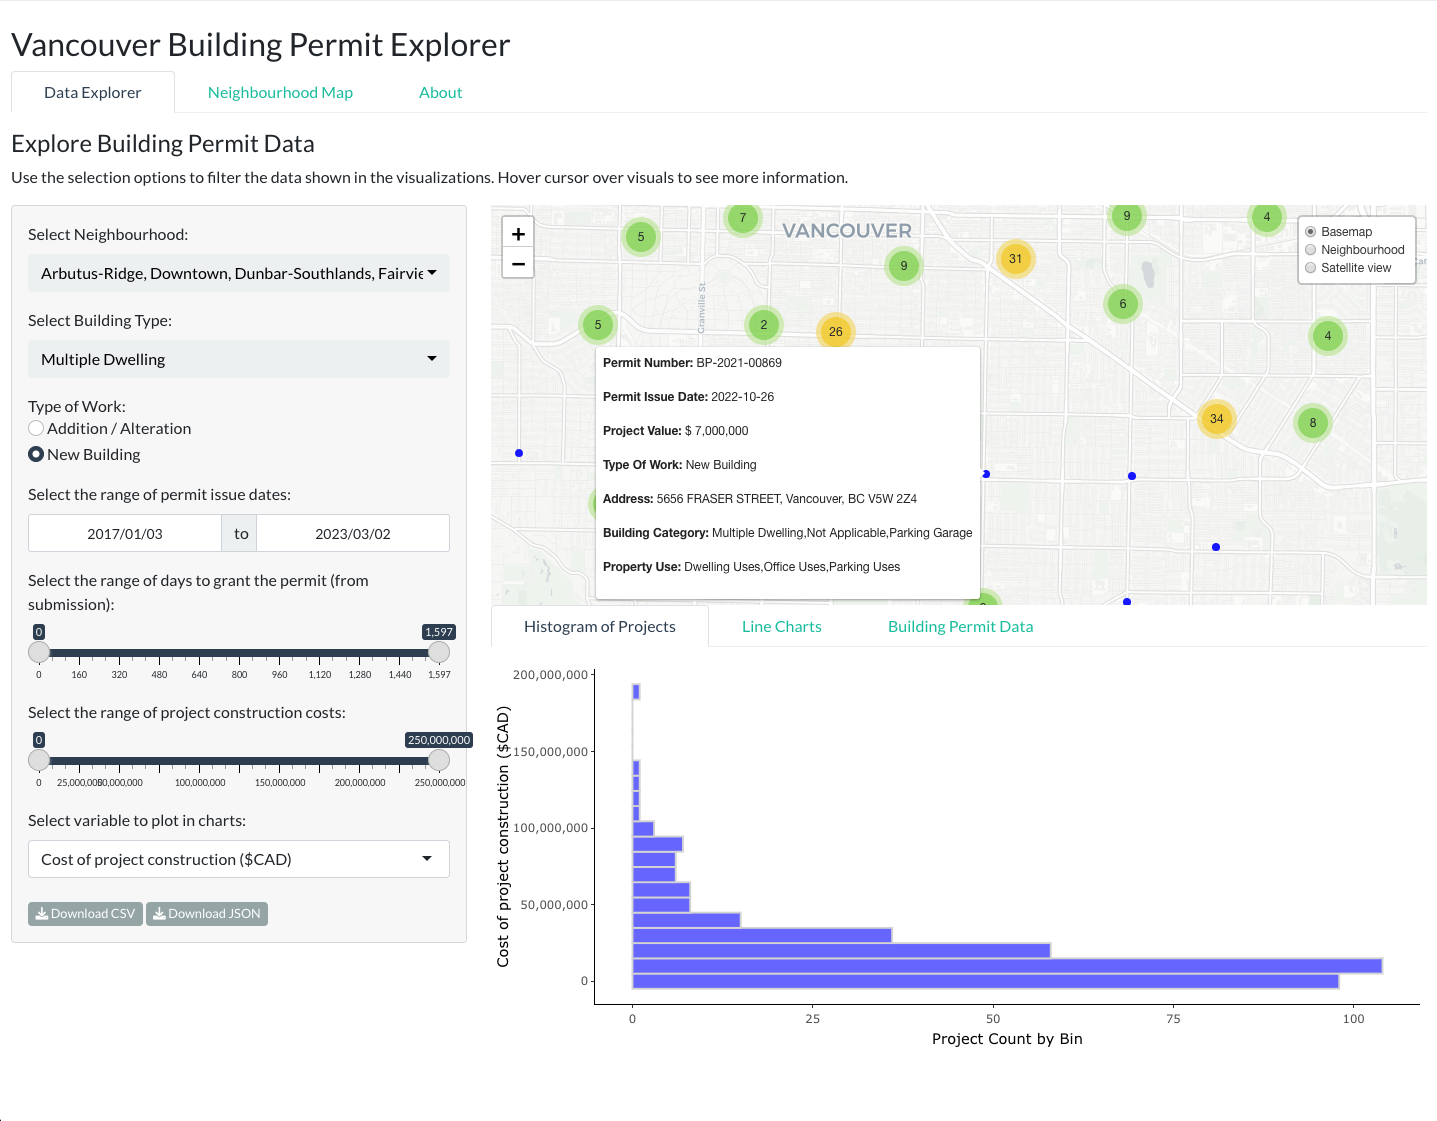 Vancouver Building Permit Explorer
Data Explorer
Neighbourhood Map
About
Explore Building Permit Data
Use the selection options to filter the data shown in the visualizations. Hover cursor over visuals to see more information.
Select Neighbourhood:
Arbutus-Ridge, Downtown, Dunbar-Southlands, Fairvie
Select Building Type:
Multiple Dwelling
Type of Work:
Addition / Alteration
New Building
Select the range of permit issue dates:
2017/01/03 to 2023/03/02
Select the range of days to grant the permit (from
submission):
0 1,597
0 160 320 480 640 800 960 1,120 1,280 1,440 1,597
Select the range of project construction costs:
0 250,000,000
0 25,000,000 50,000,000 100,000,000 150,000,000 200,000,000 250,000,000
Select variable to plot in charts:
Cost of project construction ($CAD)
Download CSV Download JSON
+
−
VANCOUVER
Granville St
5
7
9
4
9
31
6
5
2
26
4
34
8
Basemap
Neighbourhood
Satellite view
Permit Number: BP-2021-00869
Permit Issue Date: 2022-10-26
Project Value: $ 7,000,000
Type Of Work: New Building
Address: 5656 FRASER STREET, Vancouver, BC V5W 2Z4
Building Category: Multiple Dwelling,Not Applicable,Parking Garage
Property Use: Dwelling Uses,Office Uses,Parking Uses
Histogram of Projects
Line Charts
Building Permit Data
Cost of project construction ($CAD)
200,000,000
150,000,000
100,000,000
50,000,000
0
0 25 50 75 100
Project Count by Bin